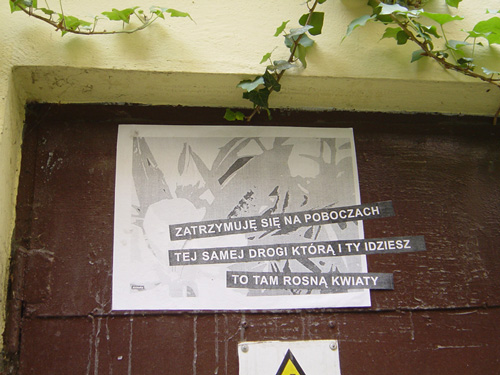 ZATRZYMUJĘ SIĘ NA POBOCZACH
TEJ SAMEJ DROGI KTÓRĄ I TY IDZIESZ
TO TAM ROSNĄ KWIATY